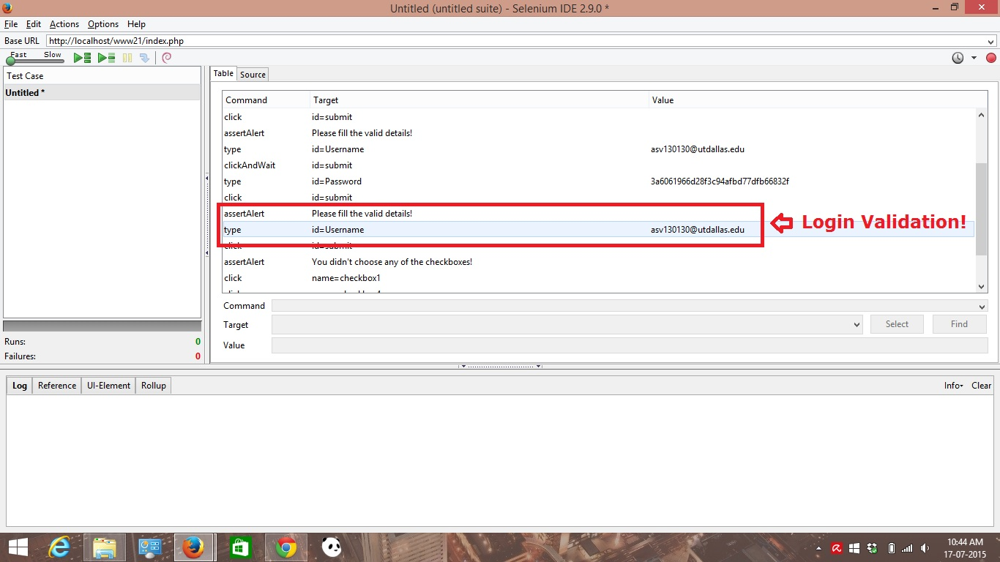 Untitled (untitled suite) - Selenium IDE 2.9.0 *
File Edit Actions Options Help
Base URL http://localhost/www21/index.php
Fast Slow
Test Case
Untitled *
Runs: 0
Failures: 0
Table Source
Command Target Value
click id=submit
assertAlert Please fill the valid details!
type id=Username asv130130@utdallas.edu
clickAndWait id=submit
type id=Password 3a6061966d28f3c94afbd77dfb66832f
click id=submit
assertAlert Please fill the valid details!
type id=Username asv130130@utdallas.edu
click id=submit
assertAlert You didn't choose any of the checkboxes!
click name=checkbox1
Login Validation!
Command
Target Select Find
Value
Log Reference UI-Element Rollup Info Clear
10:44 AM
17-07-2015